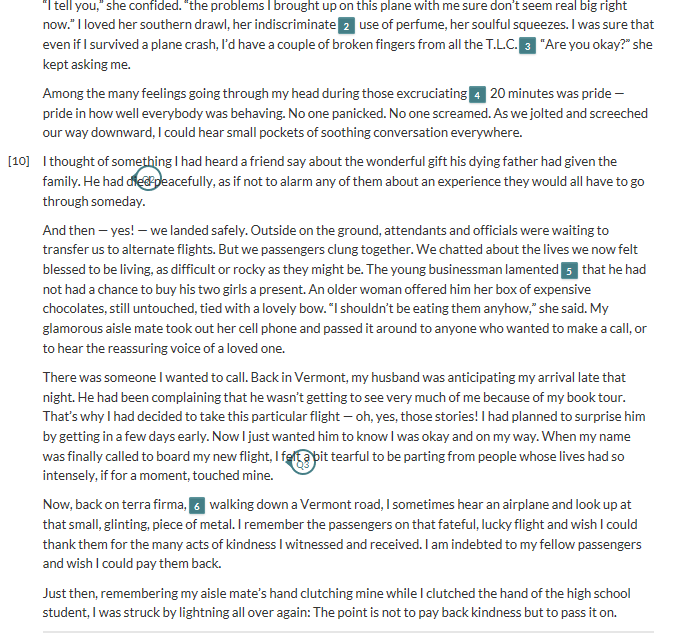 "I tell you," she confided. "the problems I brought up on this plane with me sure don't seem real big right
now." I loved her southern drawl, her indiscriminate 2 use of perfume, her soulful squeezes. I was sure that
even if I survived a plane crash, I'd have a couple of broken fingers from all the T.L.C. 3 "Are you okay?" she
kept asking me.
Among the many feelings going through my head during those excruciating 4 20 minutes was pride —
pride in how well everybody was behaving. No one panicked. No one screamed. As we jolted and screeched
our way downward, I could hear small pockets of soothing conversation everywhere.
[10] I thought of something I had heard a friend say about the wonderful gift his dying father had given the
family. He had died peacefully, as if not to alarm any of them about an experience they would all have to go
through someday.
And then — yes! — we landed safely. Outside on the ground, attendants and officials were waiting to
transfer us to alternate flights. But we passengers clung together. We chatted about the lives we now felt
blessed to be living, as difficult or rocky as they might be. The young businessman lamented 5 that he had
not had a chance to buy his two girls a present. An older woman offered him her box of expensive
chocolates, still untouched, tied with a lovely bow. "I shouldn't be eating them anyhow," she said. My
glamorous aisle mate took out her cell phone and passed it around to anyone who wanted to make a call, or
to hear the reassuring voice of a loved one.
There was someone I wanted to call. Back in Vermont, my husband was anticipating my arrival late that
night. He had been complaining that he wasn't getting to see very much of me because of my book tour.
That's why I had decided to take this particular flight — oh, yes, those stories! I had planned to surprise him
by getting in a few days early. Now I just wanted him to know I was okay and on my way. When my name
was finally called to board my new flight, I felt a bit tearful to be parting from people whose lives had so
Q3
intensely, if for a moment, touched mine.
Now, back on terra firma, 6 walking down a Vermont road, I sometimes hear an airplane and look up at
that small, glinting, piece of metal. I remember the passengers on that fateful, lucky flight and wish I could
thank them for the many acts of kindness I witnessed and received. I am indebted to my fellow passengers
and wish I could pay them back.
Just then, remembering my aisle mate's hand clutching mine while I clutched the hand of the high school
student, I was struck by lightning all over again: The point is not to pay back kindness but to pass it on.